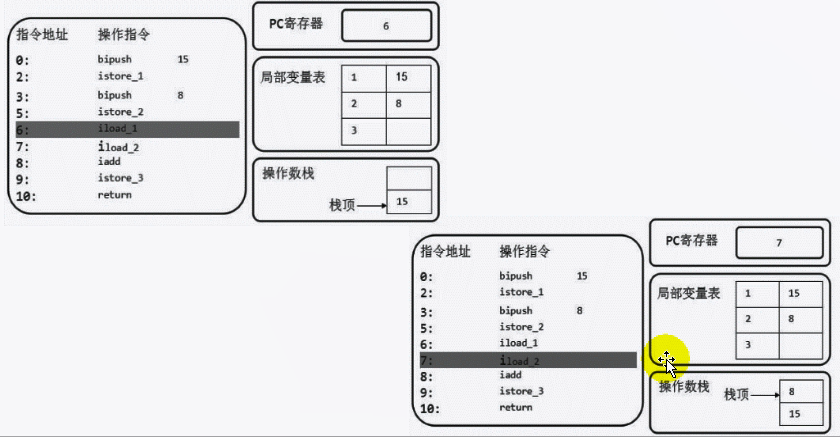 指令地址 操作指令
0: bipush 15
2: istore_1
3: bipush 8
5: istore_2
6: iload_1
7: iload_2
8: iadd
9: istore_3
10: return
PC寄存器 6
局部变量表
1 15
2 8
3
操作数栈
栈顶 15
指令地址 操作指令
0: bipush 15
2: istore_1
3: bipush 8
5: istore_2
6: iload_1
7: iload_2
8: iadd
9: istore_3
10: return
PC寄存器 7
局部变量表
1 15
2 8
3
操作数栈
栈顶 8
15